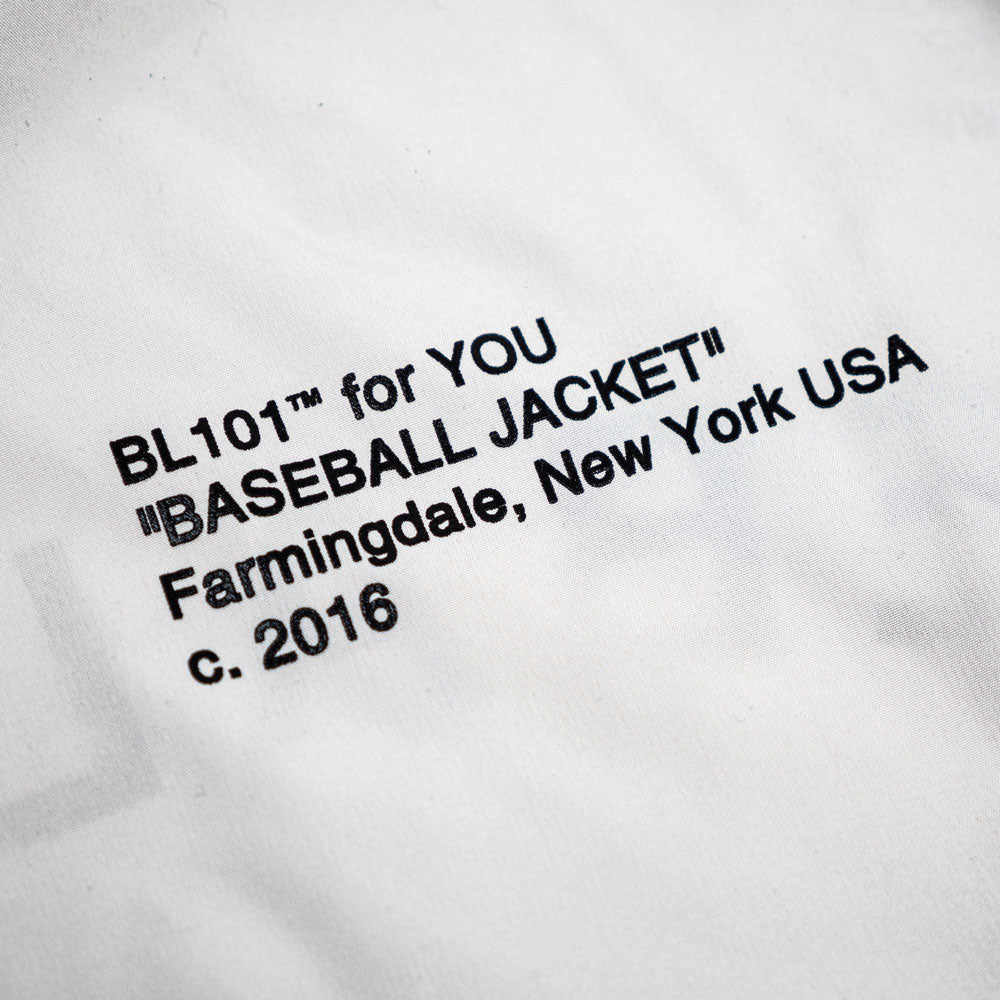 BL101™ for YOU
"BASEBALL JACKET"
Farmingdale, New York USA
c. 2016